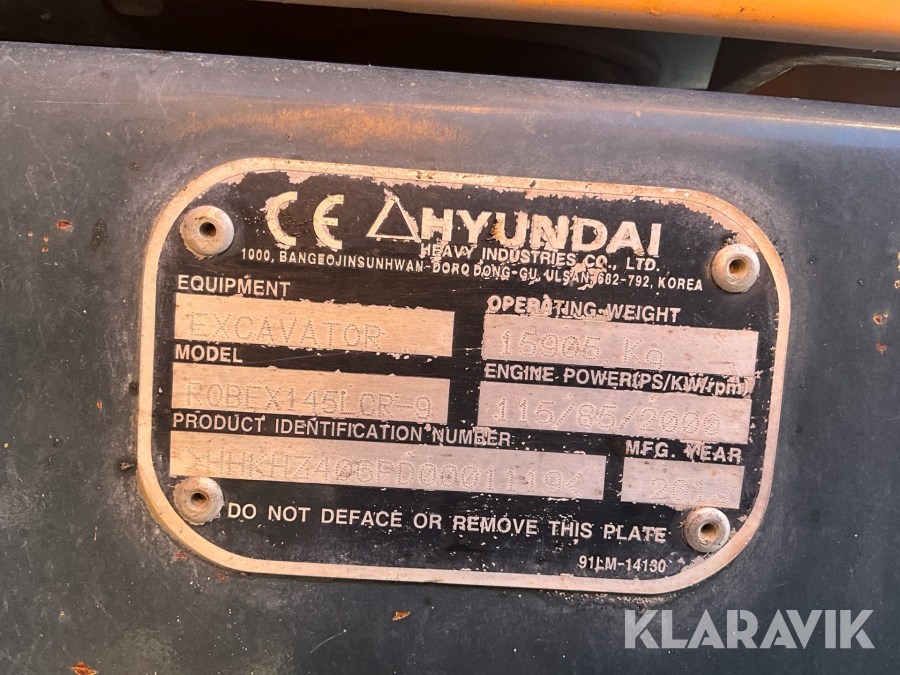 CE HYUNDAI
HEAVY INDUSTRIES CO., LTD.
1000, BANGEOJINSUNHWAN-DORO DONG-GU, ULSAN, 682-792, KOREA
EQUIPMENT
EXCAVATOR
OPERATING WEIGHT
15905 kg
MODEL
ROBEX145LCR-9
ENGINE POWER(PS/KW/rpm)
115/85/2000
PRODUCT IDENTIFICATION NUMBER
MFG. YEAR
DO NOT DEFACE OR REMOVE THIS PLATE
91LM-14130
KLARAVIK